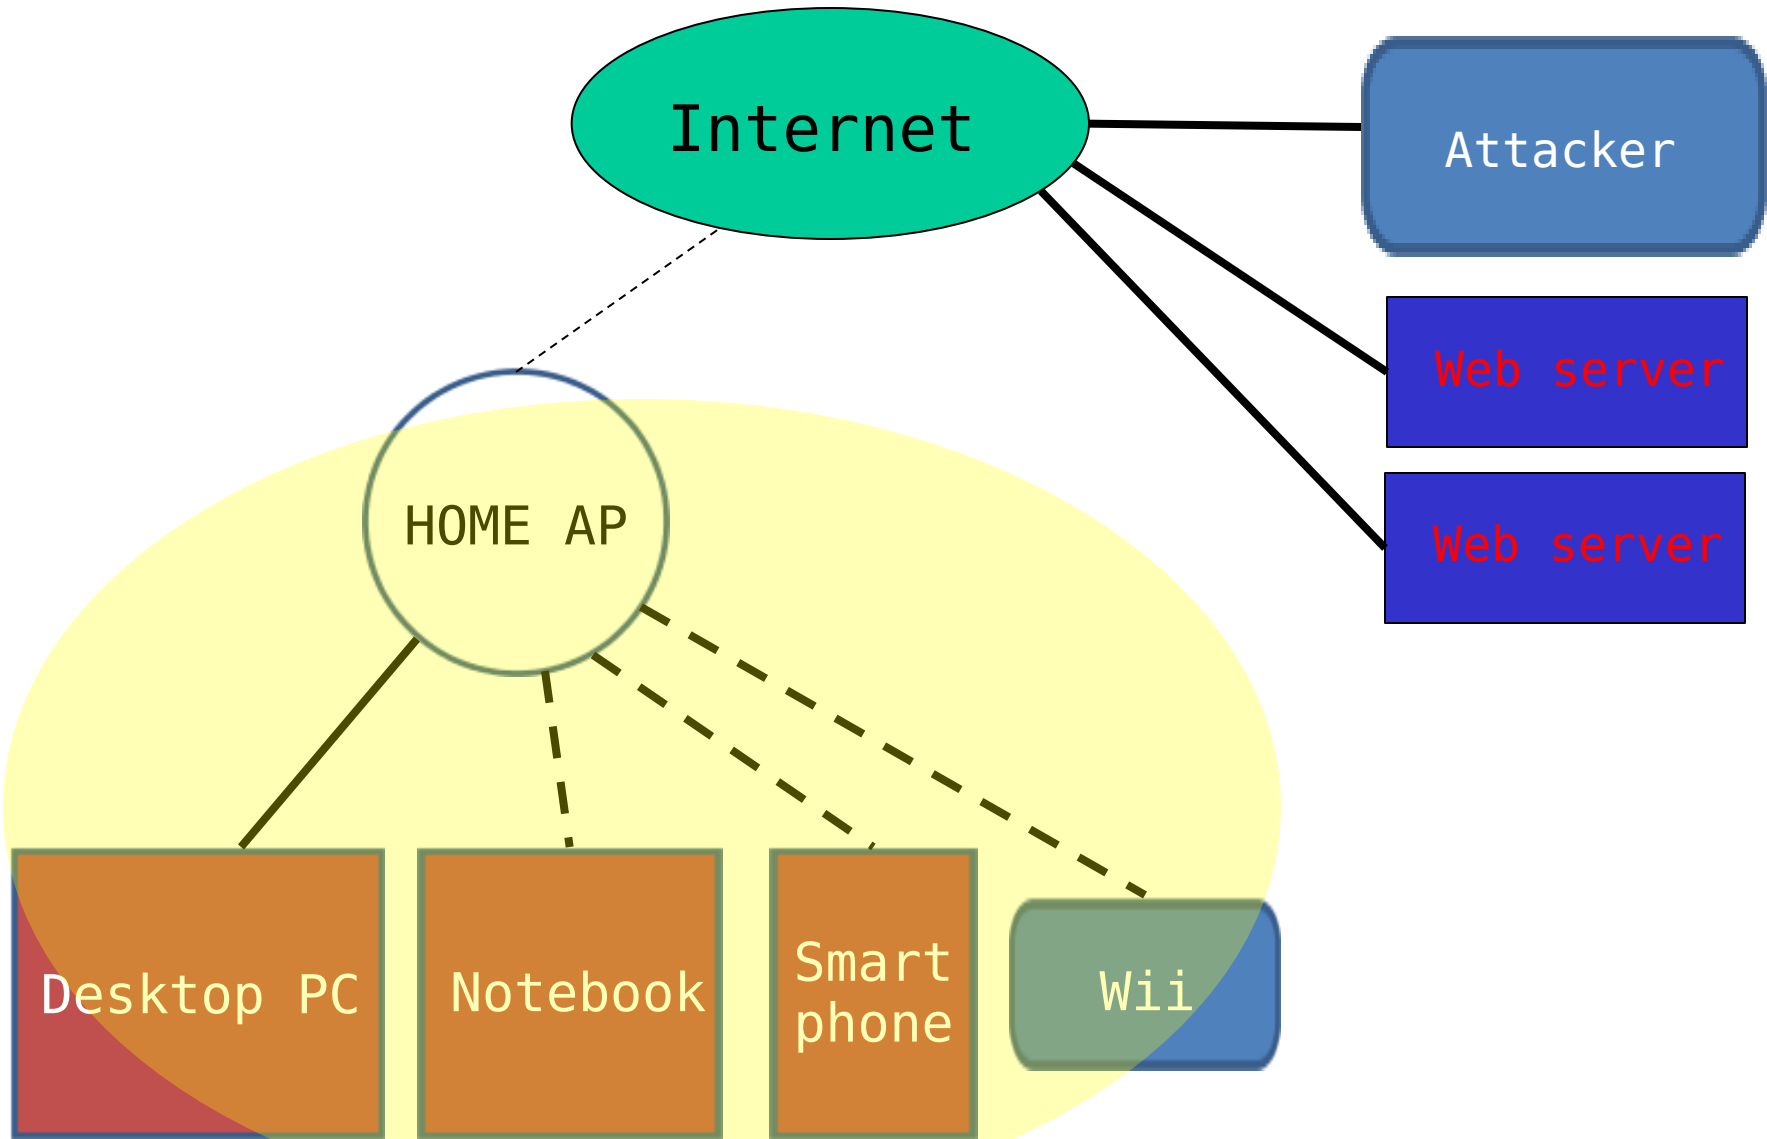 Internet
Attacker
Web server
Web server
HOME AP
Desktop PC
Notebook
Smart
phone
Wii